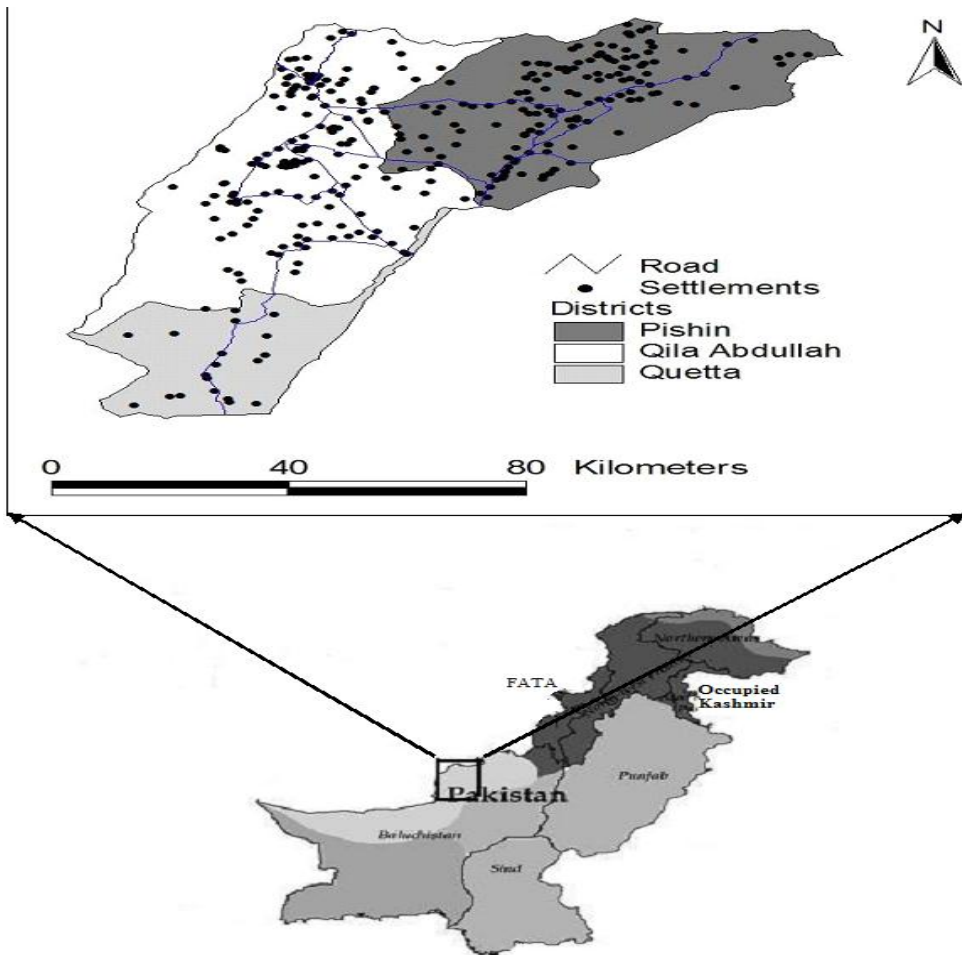 N
Road
Settlements
Districts
Pishin
Qila Abdullah
Quetta
0 40 80 Kilometers
FATA
Occupied
Kashmir
Punjab
Pakistan
Baluchistan
Sind